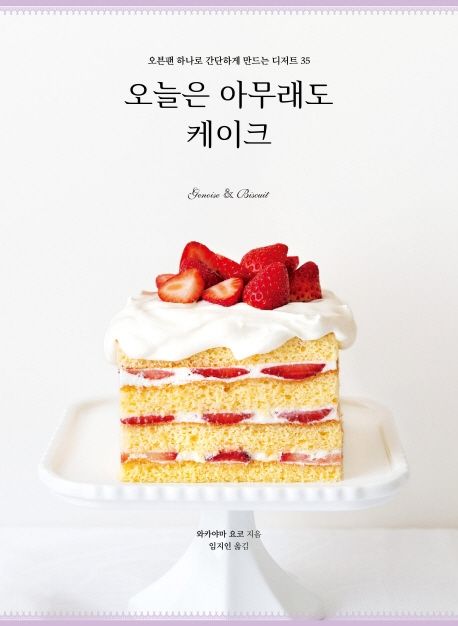 오븐팬 하나로 간단하게 만드는 디저트 35
오늘은 아무래도
케이크
Genoise & Biscuit
와카야마 요코 지음
임지인 옮김